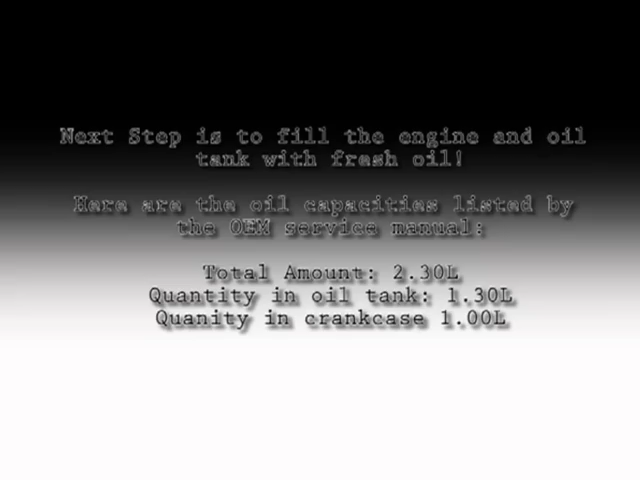 Next Step is to fill the engine and oil
tank with fresh oil!
Here are the oil capacities listed by
the OEM service manual:
Total Amount: 2.30L
Quantity in oil tank: 1.30L
Quanity in crankcase 1.00L